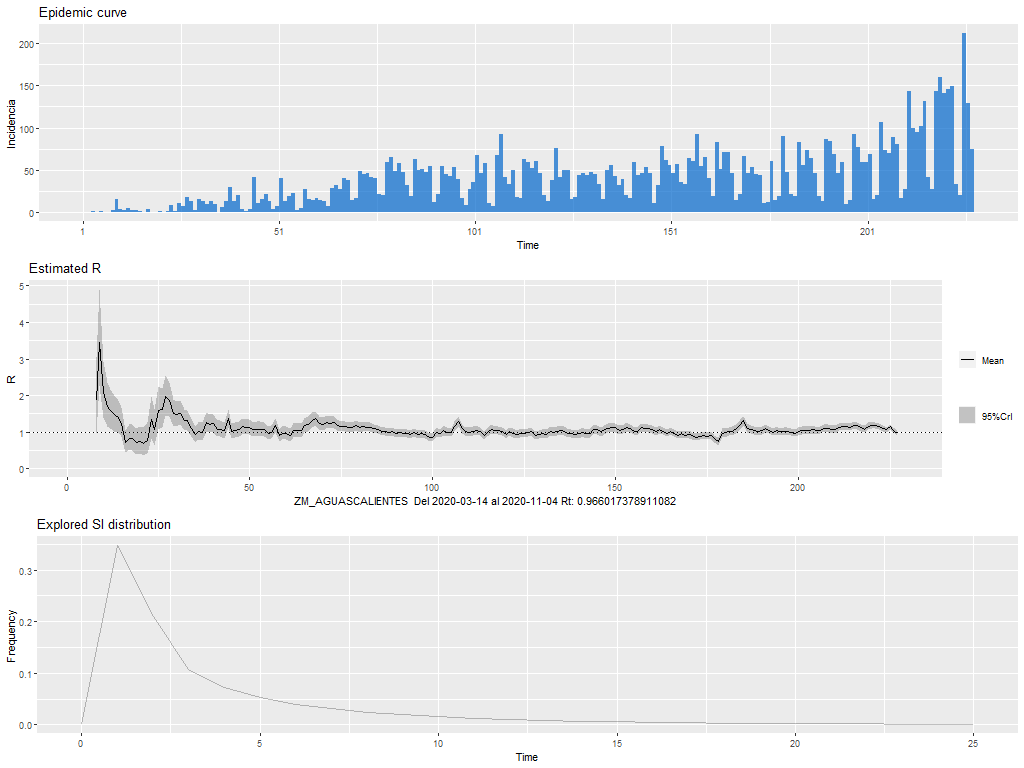 Epidemic curve
Incidencia
200
150
100
50
0
1
51
101
151
201
Time
Estimated R
R
5
4
3
2
1
0
0
50
100
150
200
ZM_AGUASCALIENTES Del 2020-03-14 al 2020-11-04 Rt: 0.966017378911082
Mean
95%CrI
Explored SI distribution
Frequency
0.3
0.2
0.1
0.0
0
5
10
15
20
25
Time